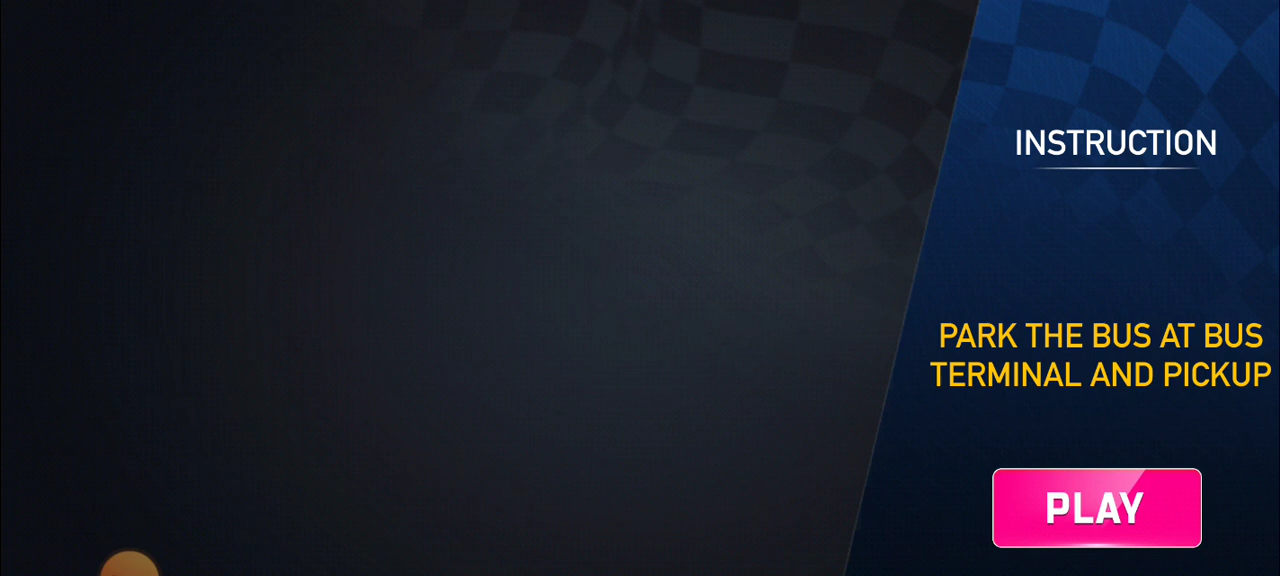 INSTRUCTION
PARK THE BUS AT BUS
TERMINAL AND PICKUP
PLAY